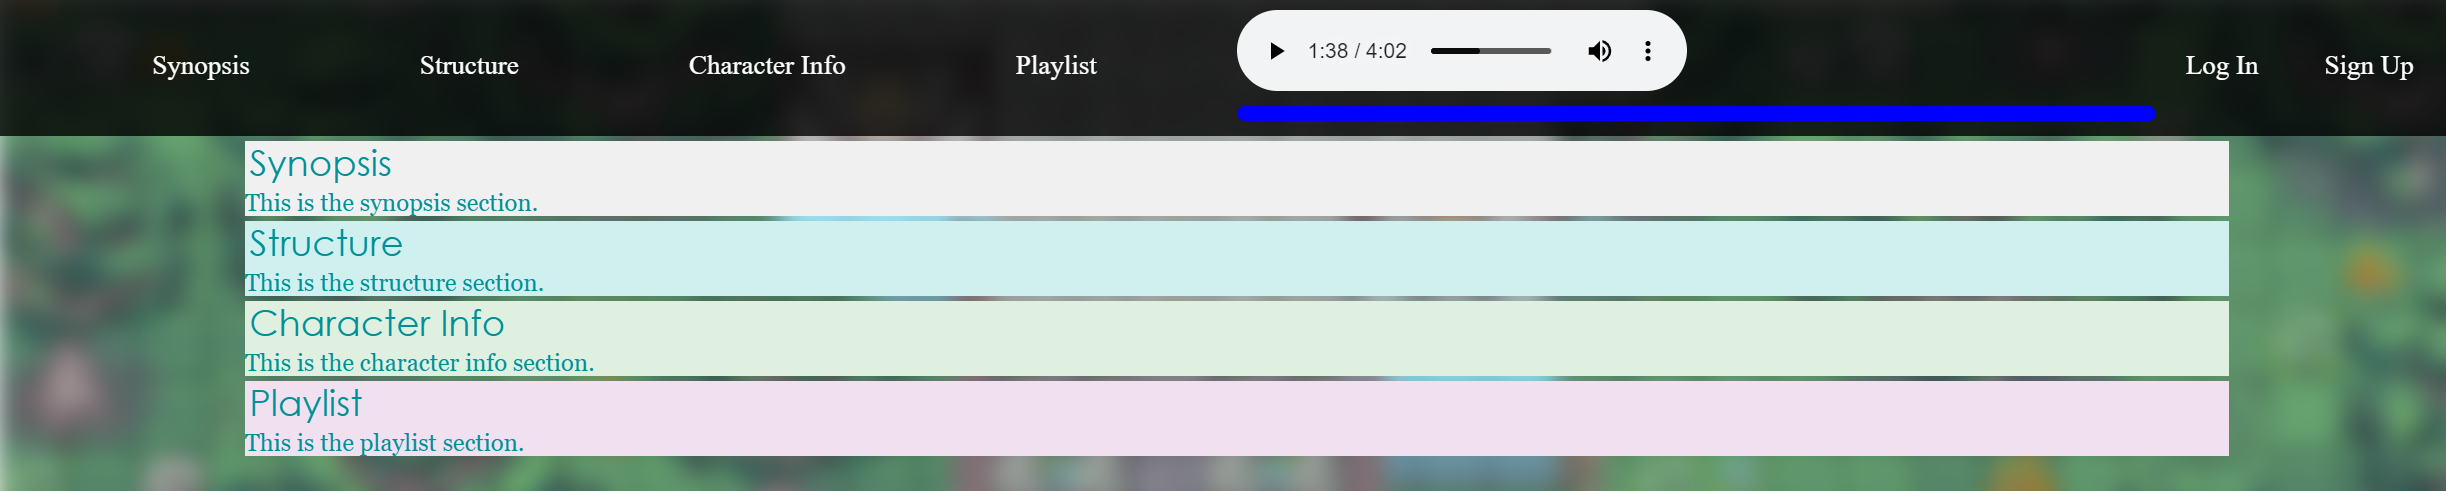 Synopsis Structure Character Info Playlist 1:38 / 4:02 Log In Sign Up
Synopsis
This is the synopsis section.
Structure
This is the structure section.
Character Info
This is the character info section.
Playlist
This is the playlist section.